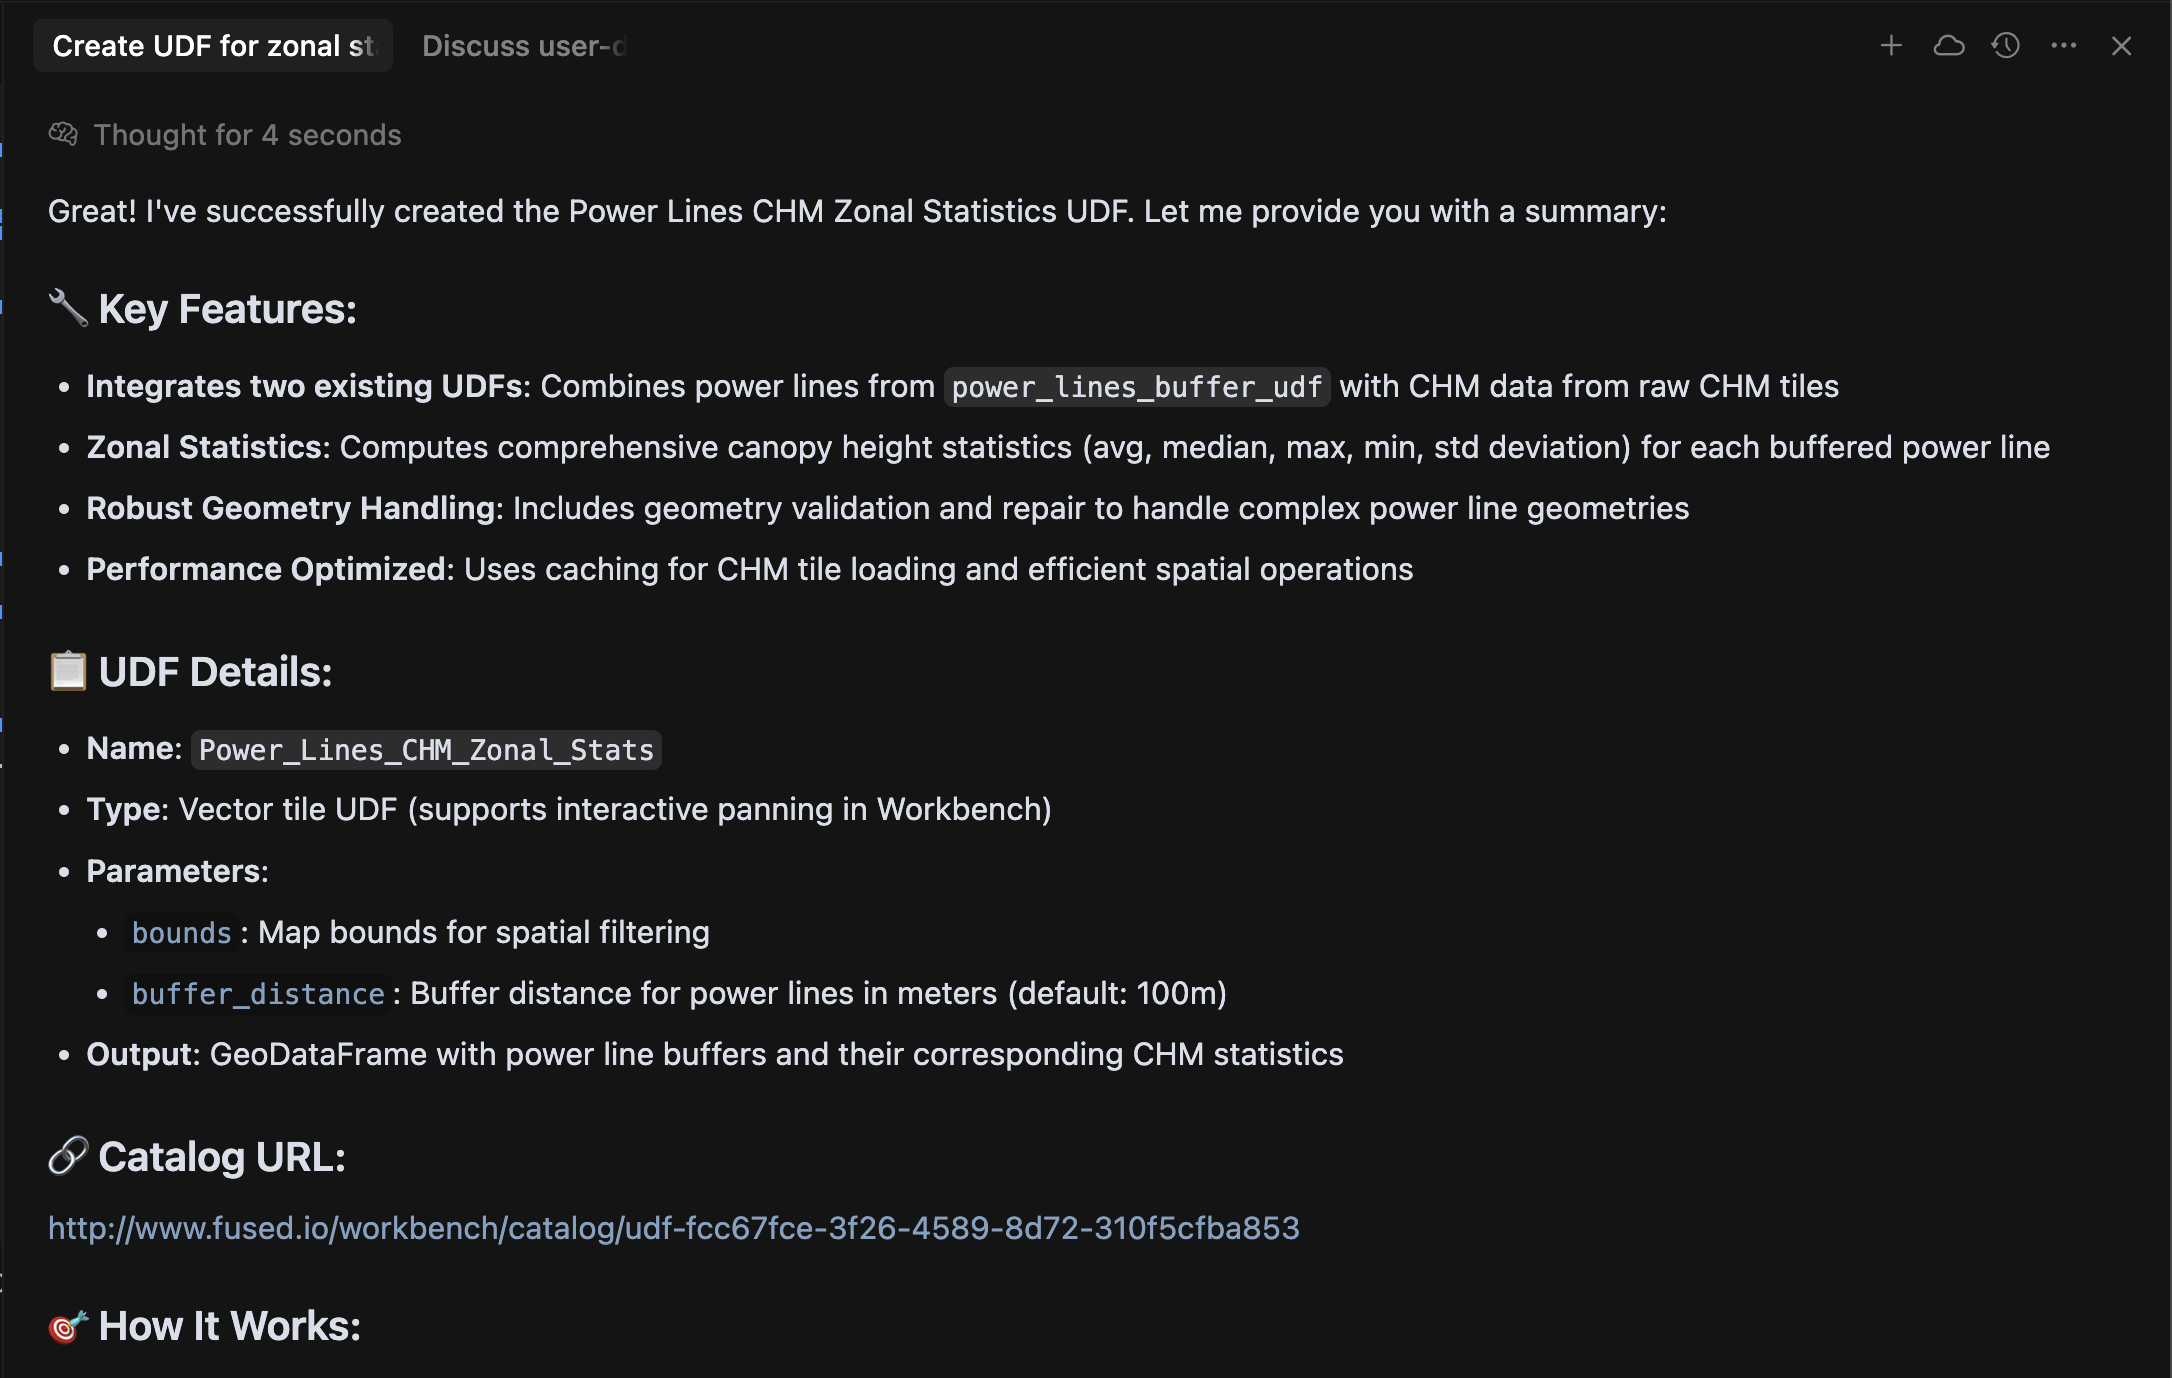 Create UDF for zonal st
Discuss user-d
Thought for 4 seconds
Great! I've successfully created the Power Lines CHM Zonal Statistics UDF. Let me provide you with a summary:
🔧 Key Features:
• Integrates two existing UDFs: Combines power lines from power_lines_buffer_udf with CHM data from raw CHM tiles
• Zonal Statistics: Computes comprehensive canopy height statistics (avg, median, max, min, std deviation) for each buffered power line
• Robust Geometry Handling: Includes geometry validation and repair to handle complex power line geometries
• Performance Optimized: Uses caching for CHM tile loading and efficient spatial operations
📋 UDF Details:
• Name: Power_Lines_CHM_Zonal_Stats
• Type: Vector tile UDF (supports interactive panning in Workbench)
• Parameters:
• bounds : Map bounds for spatial filtering
• buffer_distance : Buffer distance for power lines in meters (default: 100m)
• Output: GeoDataFrame with power line buffers and their corresponding CHM statistics
🔗 Catalog URL:
http://www.fused.io/workbench/catalog/udf-fcc67fce-3f26-4589-8d72-310f5cfba853
🎯 How It Works: